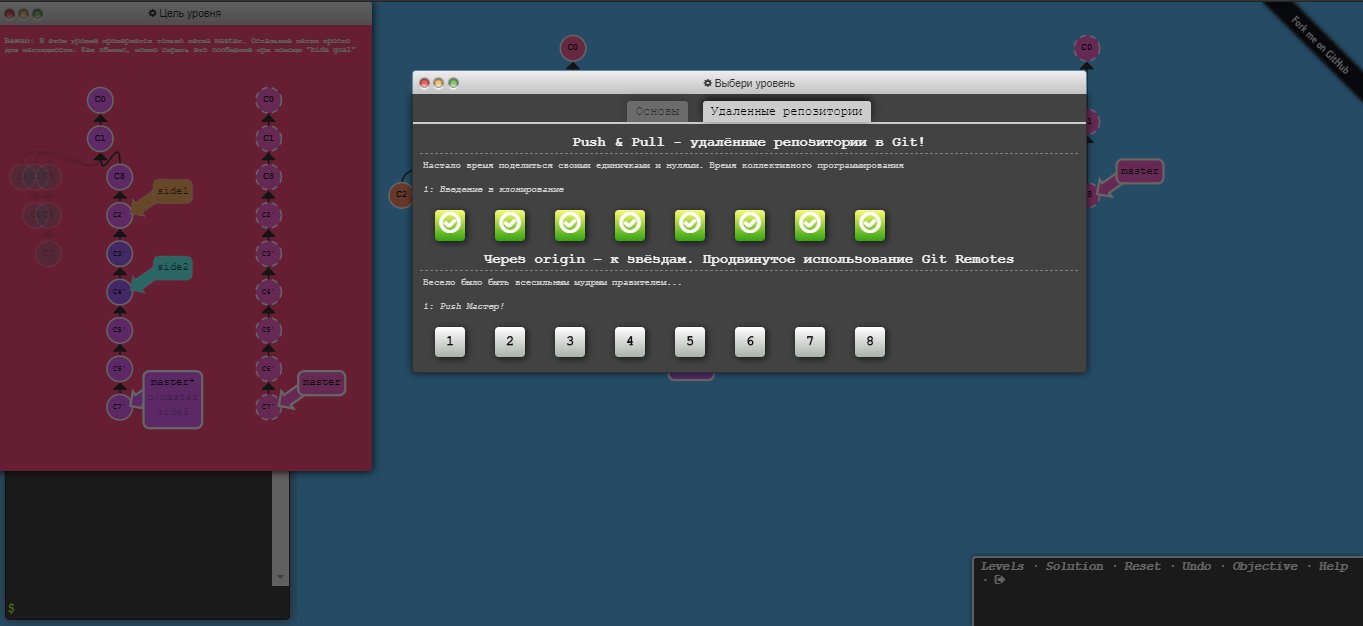 Цель уровня
Важно! В этом уровне проверяется только ветка master. Остальные ветки просто
для наглядности. Как обычно, можно скрыть это сообщение при помощи "hide goal"
C0
C1
C8
C2'
side1
C3'
C4'
side2
C5'
C6'
C7'
master*
o/master
side3
C0
C1
C8
C2'
C3'
C4'
C5'
C6'
C7'
master
C0
C2
Выбери уровень
Основы
Удаленные репозитории
Push & Pull - удалённые репозитории в Git!
Настало время поделиться своими единичками и нулями. Время коллективного программирования
1: Введение в клонирование
Через origin – к звёздам. Продвинутое использование Git Remotes
Весело было быть всесильным мудрым правителем...
1: Push Мастер!
1 2 3 4 5 6 7 8
C0
master
Fork me on GitHub
$
Levels · Solution · Reset · Undo · Objective · Help
·